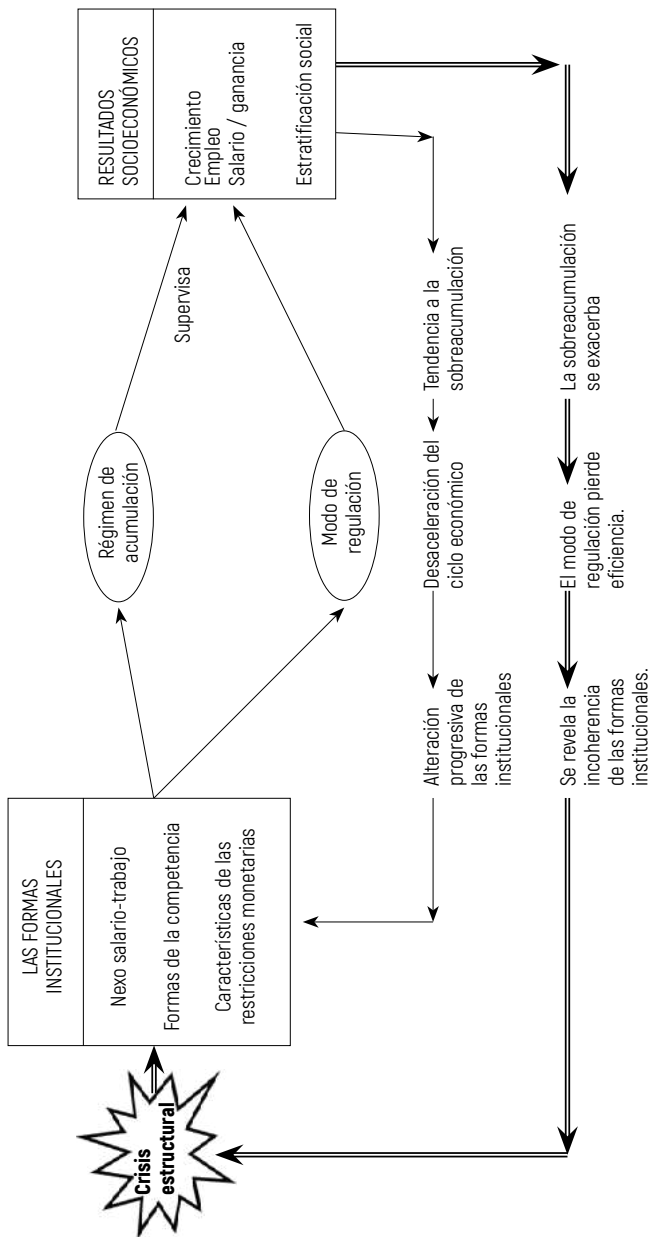 Crisis
estructural
LAS FORMAS
INSTITUCIONALES
Nexo salario-trabajo
Formas de la competencia
Características de las
restricciones monetarias
Régimen de
acumulación
Modo de
regulación
Supervisa
RESULTADOS
SOCIOECONÓMICOS
Crecimiento
Empleo
Salario / ganancia
Estratificación social
Tendencia a la
sobreacumulación
Desaceleración del
ciclo económico
Alteración
progresiva de
las formas
institucionales
La sobreacumulación
se exacerba
El modo de
regulación pierde
eficiencia.
Se revela la
incoherencia
de las formas
institucionales.